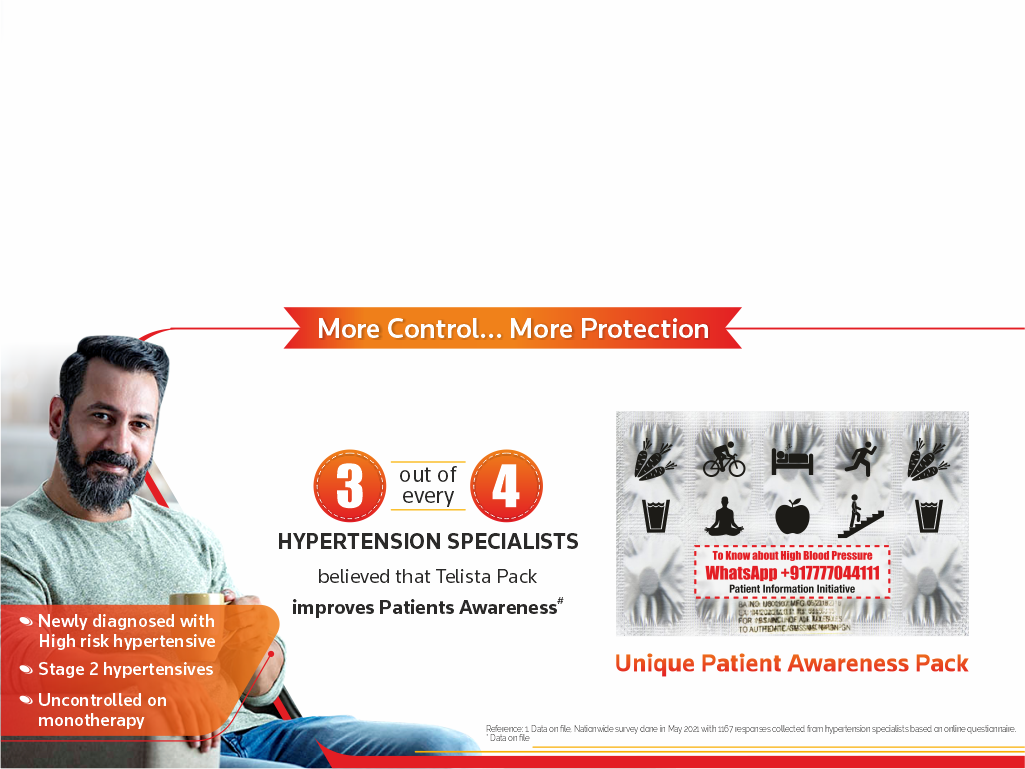 More Control... More Protection
3 out of every 4
HYPERTENSION SPECIALISTS
believed that Telista Pack
improves Patients Awareness#
Newly diagnosed with
High risk hypertensive
Stage 2 hypertensives
Uncontrolled on
monotherapy
To Know about High Blood Pressure
WhatsApp +917777044111
Patient Information Initiative
Unique Patient Awareness Pack
Reference: 1. Data on file. Nationwide survey done in May 2021 with 1167 responses collected from hypertension specialists based on online questionnaire.
* Data on file